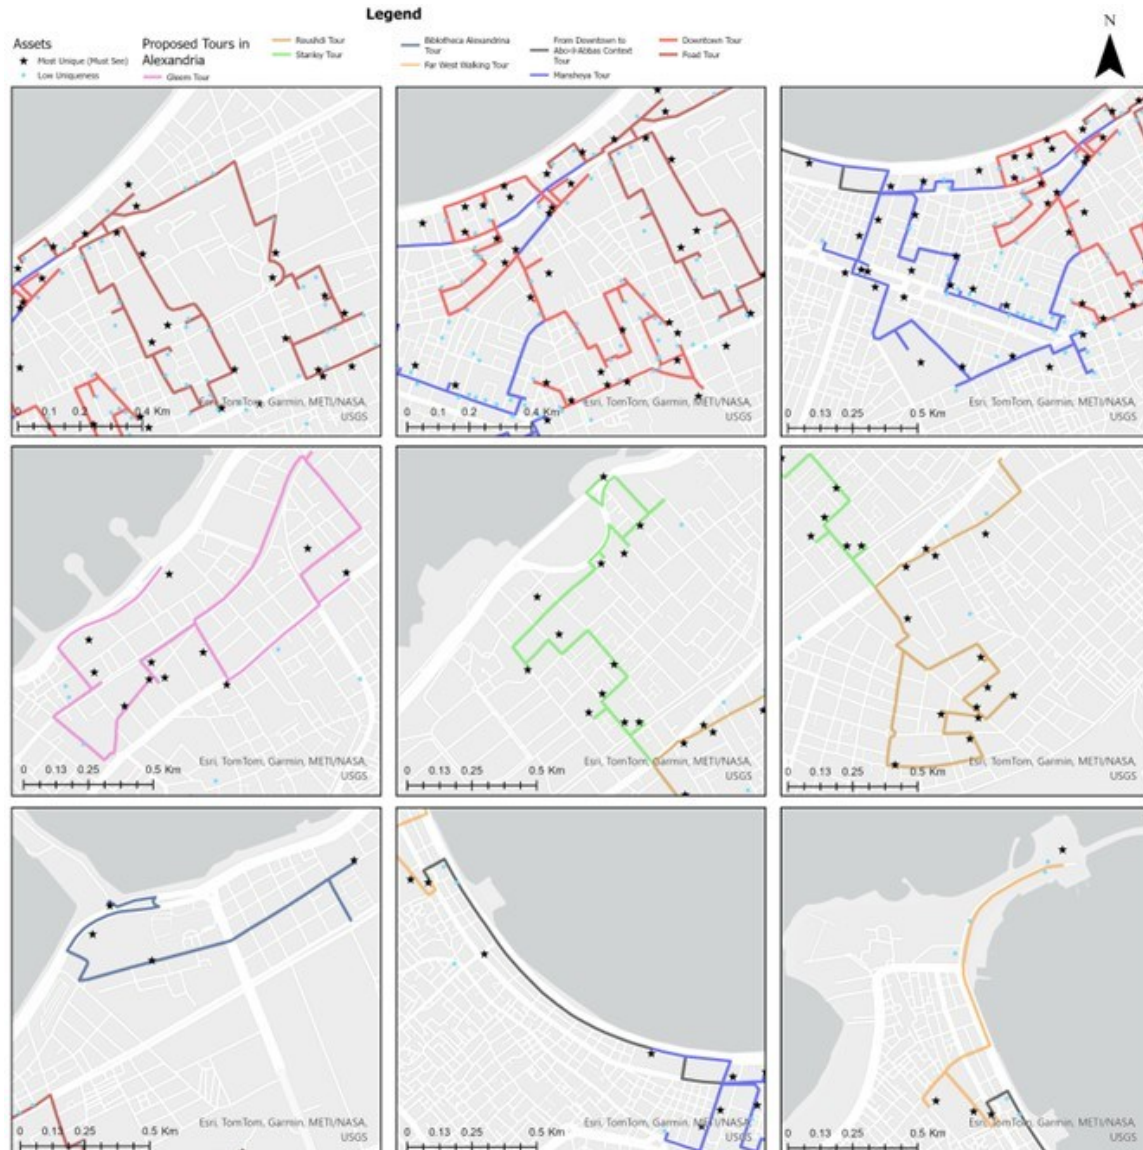 Legend
N
Assets
Most Unique (Must See)
Low Uniqueness
Proposed Tours in
Alexandria
Gleem Tour
Roushdi Tour
Stanley Tour
Bibliotheca Alexandrina
Tour
Far West Walking Tour
From Downtown to
Abo-l-Abbas Context
Tour
Mansheya Tour
Downtown Tour
Foad Tour
0 0.1 0.2 0.4 Km
Esri, TomTom, Garmin, METI/NASA,
USGS
0 0.1 0.2 0.4 Km
Esri, TomTom, Garmin, METI/NASA,
USGS
0 0.13 0.25 0.5 Km
Esri, TomTom, Garmin, METI/NASA,
USGS
0 0.13 0.25 0.5 Km
Esri, TomTom, Garmin, METI/NASA,
USGS
0 0.13 0.25 0.5 Km
Esri, TomTom, Garmin, METI/NASA,
USGS
0 0.13 0.25 0.5 Km
Esri, TomTom, Garmin, METI/NASA,
USGS
0 0.13 0.25 0.5 Km
Esri, TomTom, Garmin, METI/NASA,
USGS
0 0.13 0.25 0.5 Km
Esri, TomTom, Garmin, METI/NASA,
USGS
0 0.13 0.25 0.5 Km
Esri, TomTom, Garmin, METI/NASA,
USGS